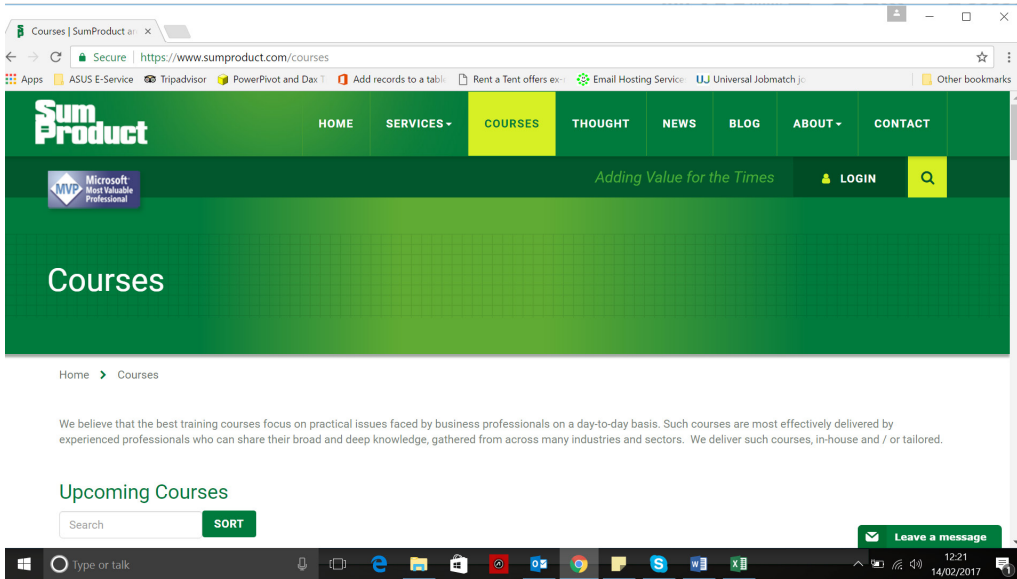 Courses | SumProduct an
Secure https://www.sumproduct.com/courses
Apps ASUS E-Service Tripadvisor PowerPivot and Dax T Add records to a table Rent a Tent offers ex- Email Hosting Service UJ Universal Jobmatch jo Other bookmarks
Sum
Product
HOME SERVICES COURSES THOUGHT NEWS BLOG ABOUT CONTACT
MVP Microsoft Most Valuable Professional
Adding Value for the Times
LOGIN
Courses
Home > Courses
We believe that the best training courses focus on practical issues faced by business professionals on a day-to-day basis. Such courses are most effectively delivered by
experienced professionals who can share their broad and deep knowledge, gathered from across many industries and sectors. We deliver such courses, in-house and / or tailored.
Upcoming Courses
Search SORT
Leave a message
Type or talk
12:21
14/02/2017